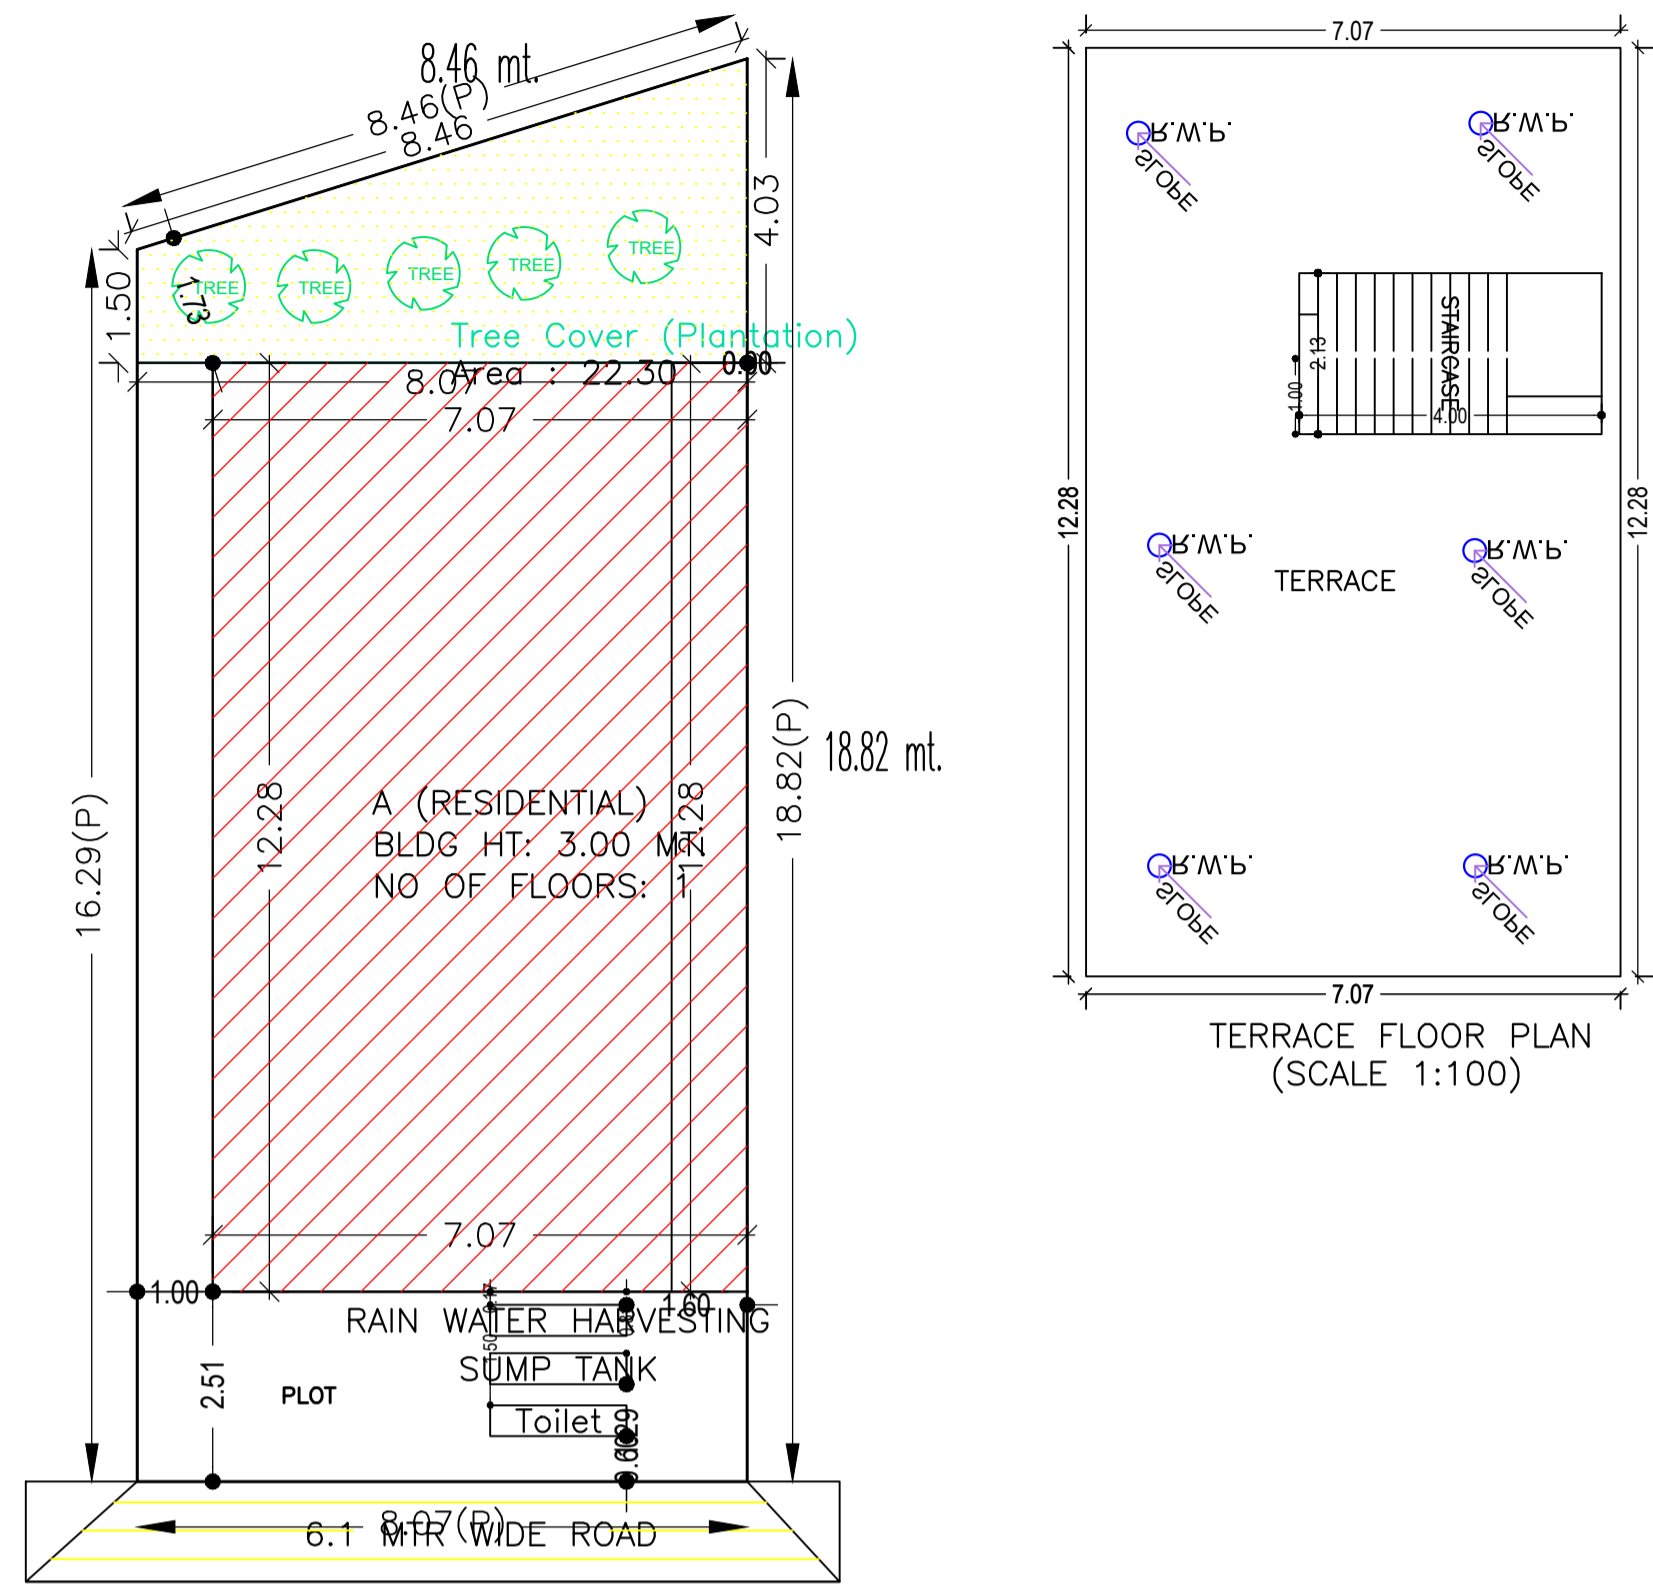 8.46 mt.
8.46(P)
8.46
4.03
1.50
1.73
TREE
TREE
TREE
TREE
TREE
Tree Cover (Plantation)
Area : 22.30
8.07
7.07
16.29(P)
12.28
12.28
18.82(P)
18.82 mt.
A (RESIDENTIAL)
BLDG HT: 3.00 MT.
NO OF FLOORS: 1
7.07
1.00
1.60
RAIN WATER HARVESTING
1.50
SUMP TANK
2.51
PLOT
Toilet
8.07(P)
6.1 MTR WIDE ROAD
7.07
R.W.P.
SLOPE
R.W.P.
SLOPE
STAIRCASE
2.13
1.00
4.00
12.28
12.28
R.W.P.
SLOPE
R.W.P.
SLOPE
TERRACE
R.W.P.
SLOPE
R.W.P.
SLOPE
7.07
TERRACE FLOOR PLAN
(SCALE 1:100)